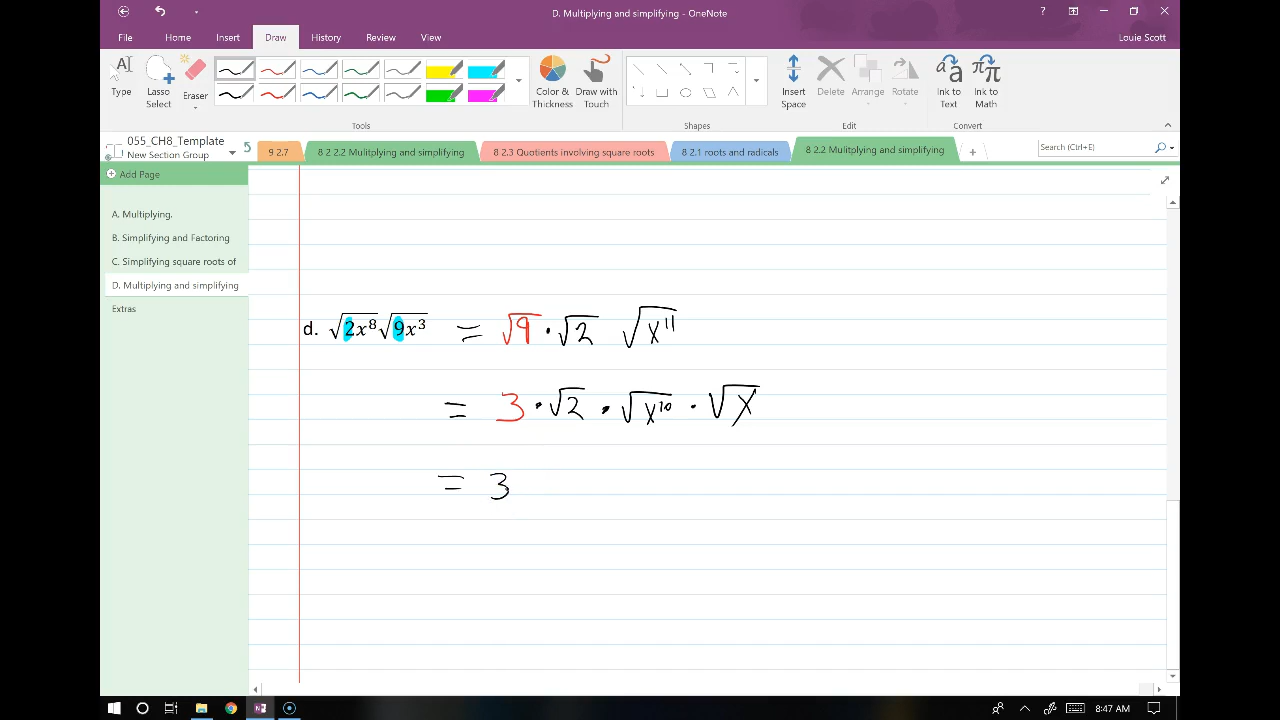 D. Multiplying and simplifying - OneNote
?
File Home Insert Draw History Review View
Louie Scott
Type
Lasso Select
Eraser
Color & Thickness
Draw with Touch
Insert Space
Delete
Arrange
Rotate
Ink to Text
Ink to Math
Tools
Shapes
Edit
Convert
055_CH8_Template
New Section Group
9 2.7
8 2.2.2 Mulitplying and simplifying
8 2.3 Quotients involving square roots
8 2.1 roots and radicals
8 2.2 Mulitplying and simplifying
Search (Ctrl+E)
Add Page
A. Multiplying.
B. Simplifying and Factoring
C. Simplifying square roots of
D. Multiplying and simplifying
Extras
d. √2x⁸√9x³ = √9 · √2 √x¹¹
= 3 · √2 · √x¹⁰ · √x
= 3
8:47 AM